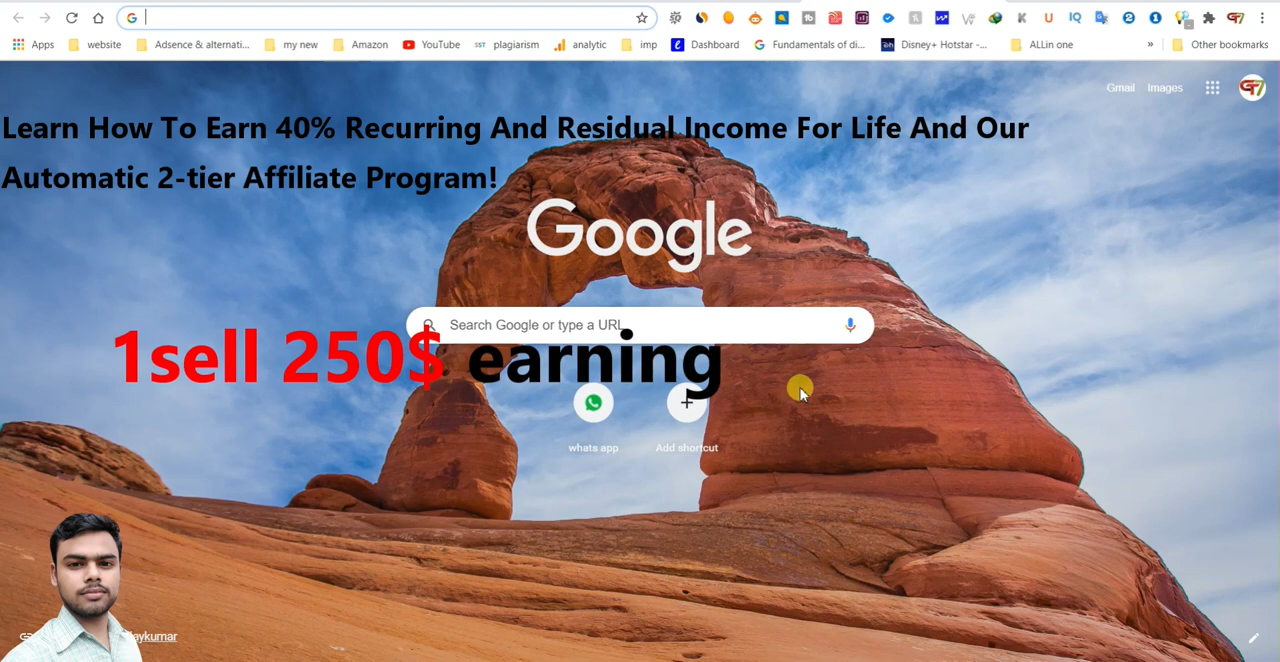 Apps website Adsence & alternati... my new Amazon YouTube SST plagiarism analytic imp Dashboard Fundamentals of di... Disney+ Hotstar -... ALLin one » Other bookmarks
Gmail Images
Learn How To Earn 40% Recurring And Residual Income For Life And Our
Automatic 2-tier Affiliate Program!
Google
Search Google or type a URL
1sell 250$ earning
whats app Add shortcut
aykumar